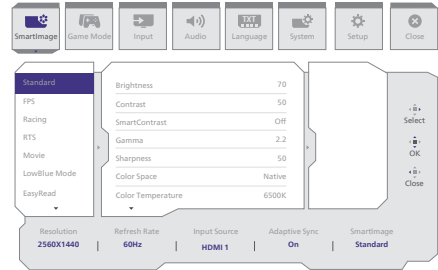 SmartImage
Game Mode
Input
Audio
TXT
Language
System
Setup
Close
Standard
FPS
Racing
RTS
Movie
LowBlue Mode
EasyRead
Brightness 70
Contrast 50
SmartContrast Off
Gamma 2.2
Sharpness 50
Color Space Native
Color Temperature 6500K
Select
OK
Close
Resolution Refresh Rate Input Source Adaptive Sync SmartImage
2560X1440 | 60Hz | HDMI 1 | On | Standard